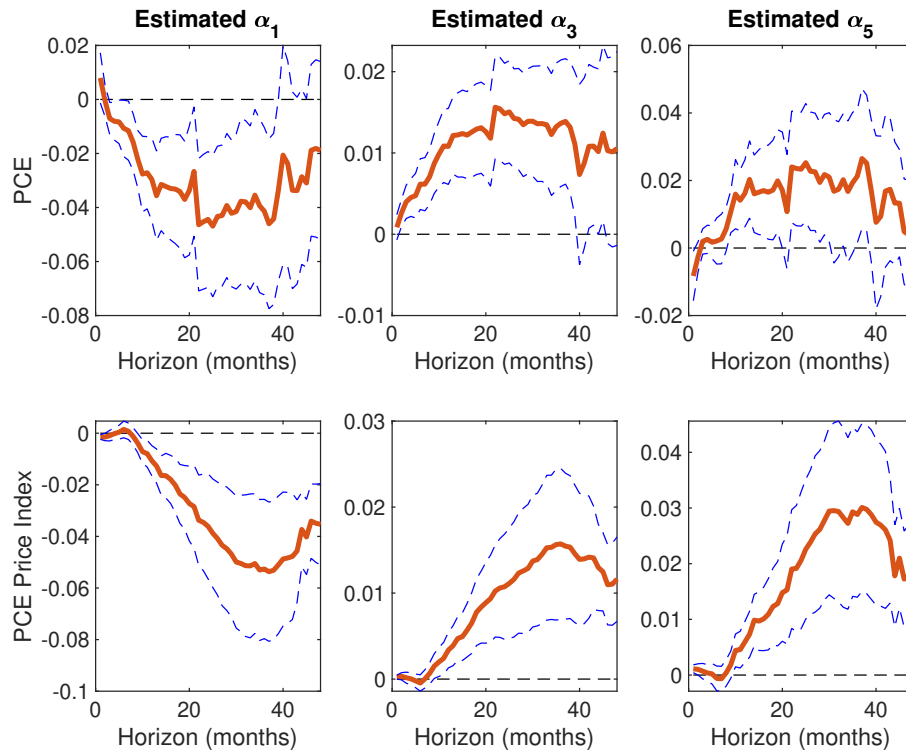 Estimated α1 Estimated α3 Estimated α5
PCE
0.02
0
-0.02
-0.04
-0.06
-0.08
0 20 40
Horizon (months)
0.02
0.01
0
-0.01
0 20 40
Horizon (months)
0.06
0.04
0.02
0
-0.02
0 20 40
Horizon (months)
PCE Price Index
0
-0.02
-0.04
-0.06
-0.08
-0.1
0 20 40
Horizon (months)
0.03
0.02
0.01
0
0 20 40
Horizon (months)
0.04
0.03
0.02
0.01
0
0 20 40
Horizon (months)